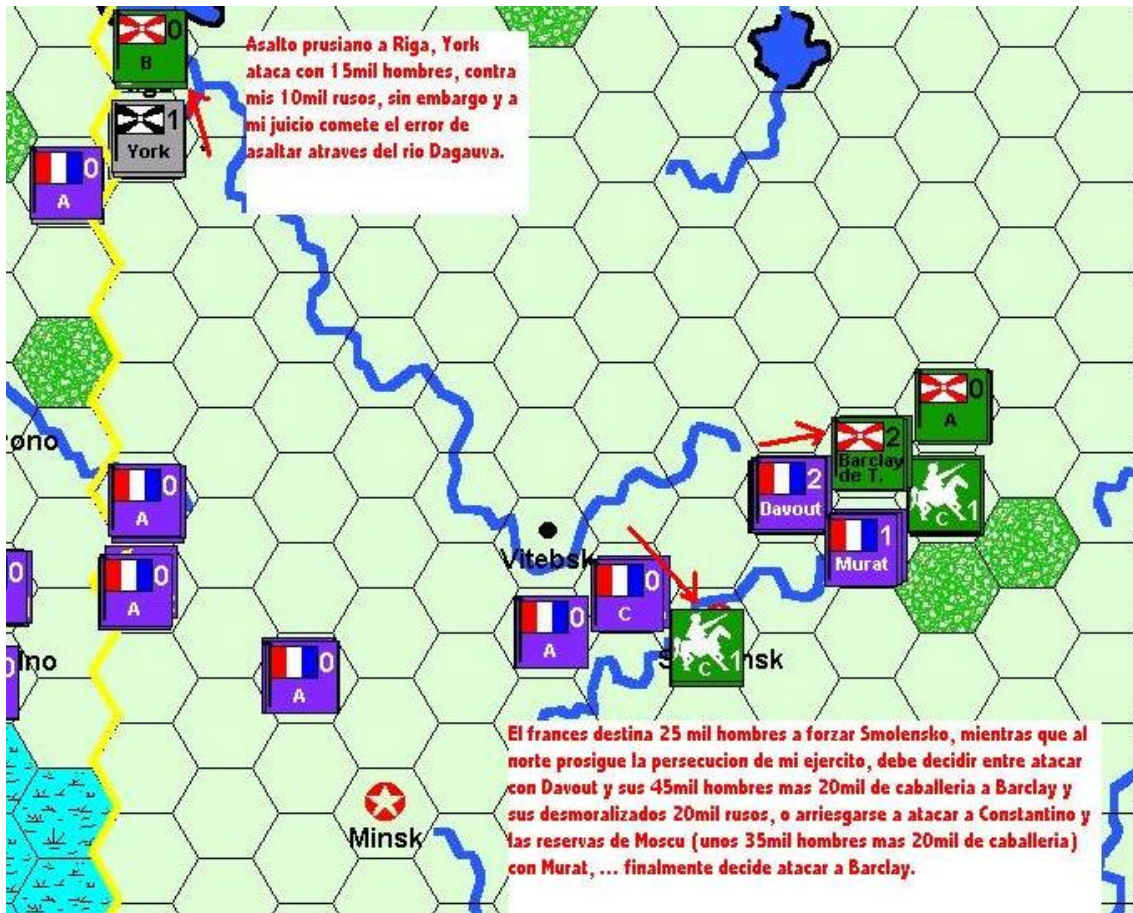 0
B
1
York
0
A
Asalto prusiano a Riga, York
ataca con 15mil hombres, contra
mis 10mil rusos, sin embargo y a
mi juicio comete el error de
asaltar atraves del rio Dagauva.
0
A
2
Barclay
de T.
2
Davout
C 1
1
Murat
ono
0
A
0
A
0
Vitebsk
0
C
0
A
C 1
nsk
0
A
ino
Minsk
El frances destina 25 mil hombres a forzar Smolensko, mientras que al
norte prosigue la persecucion de mi ejercito, debe decidir entre atacar
con Davout y sus 45mil hombres mas 20mil de caballeria a Barclay y
sus desmoralizados 20mil rusos, o arriesgarse a atacar a Constantino y
las reservas de Moscu (unos 35mil hombres mas 20mil de caballeria)
con Murat, ... finalmente decide atacar a Barclay.